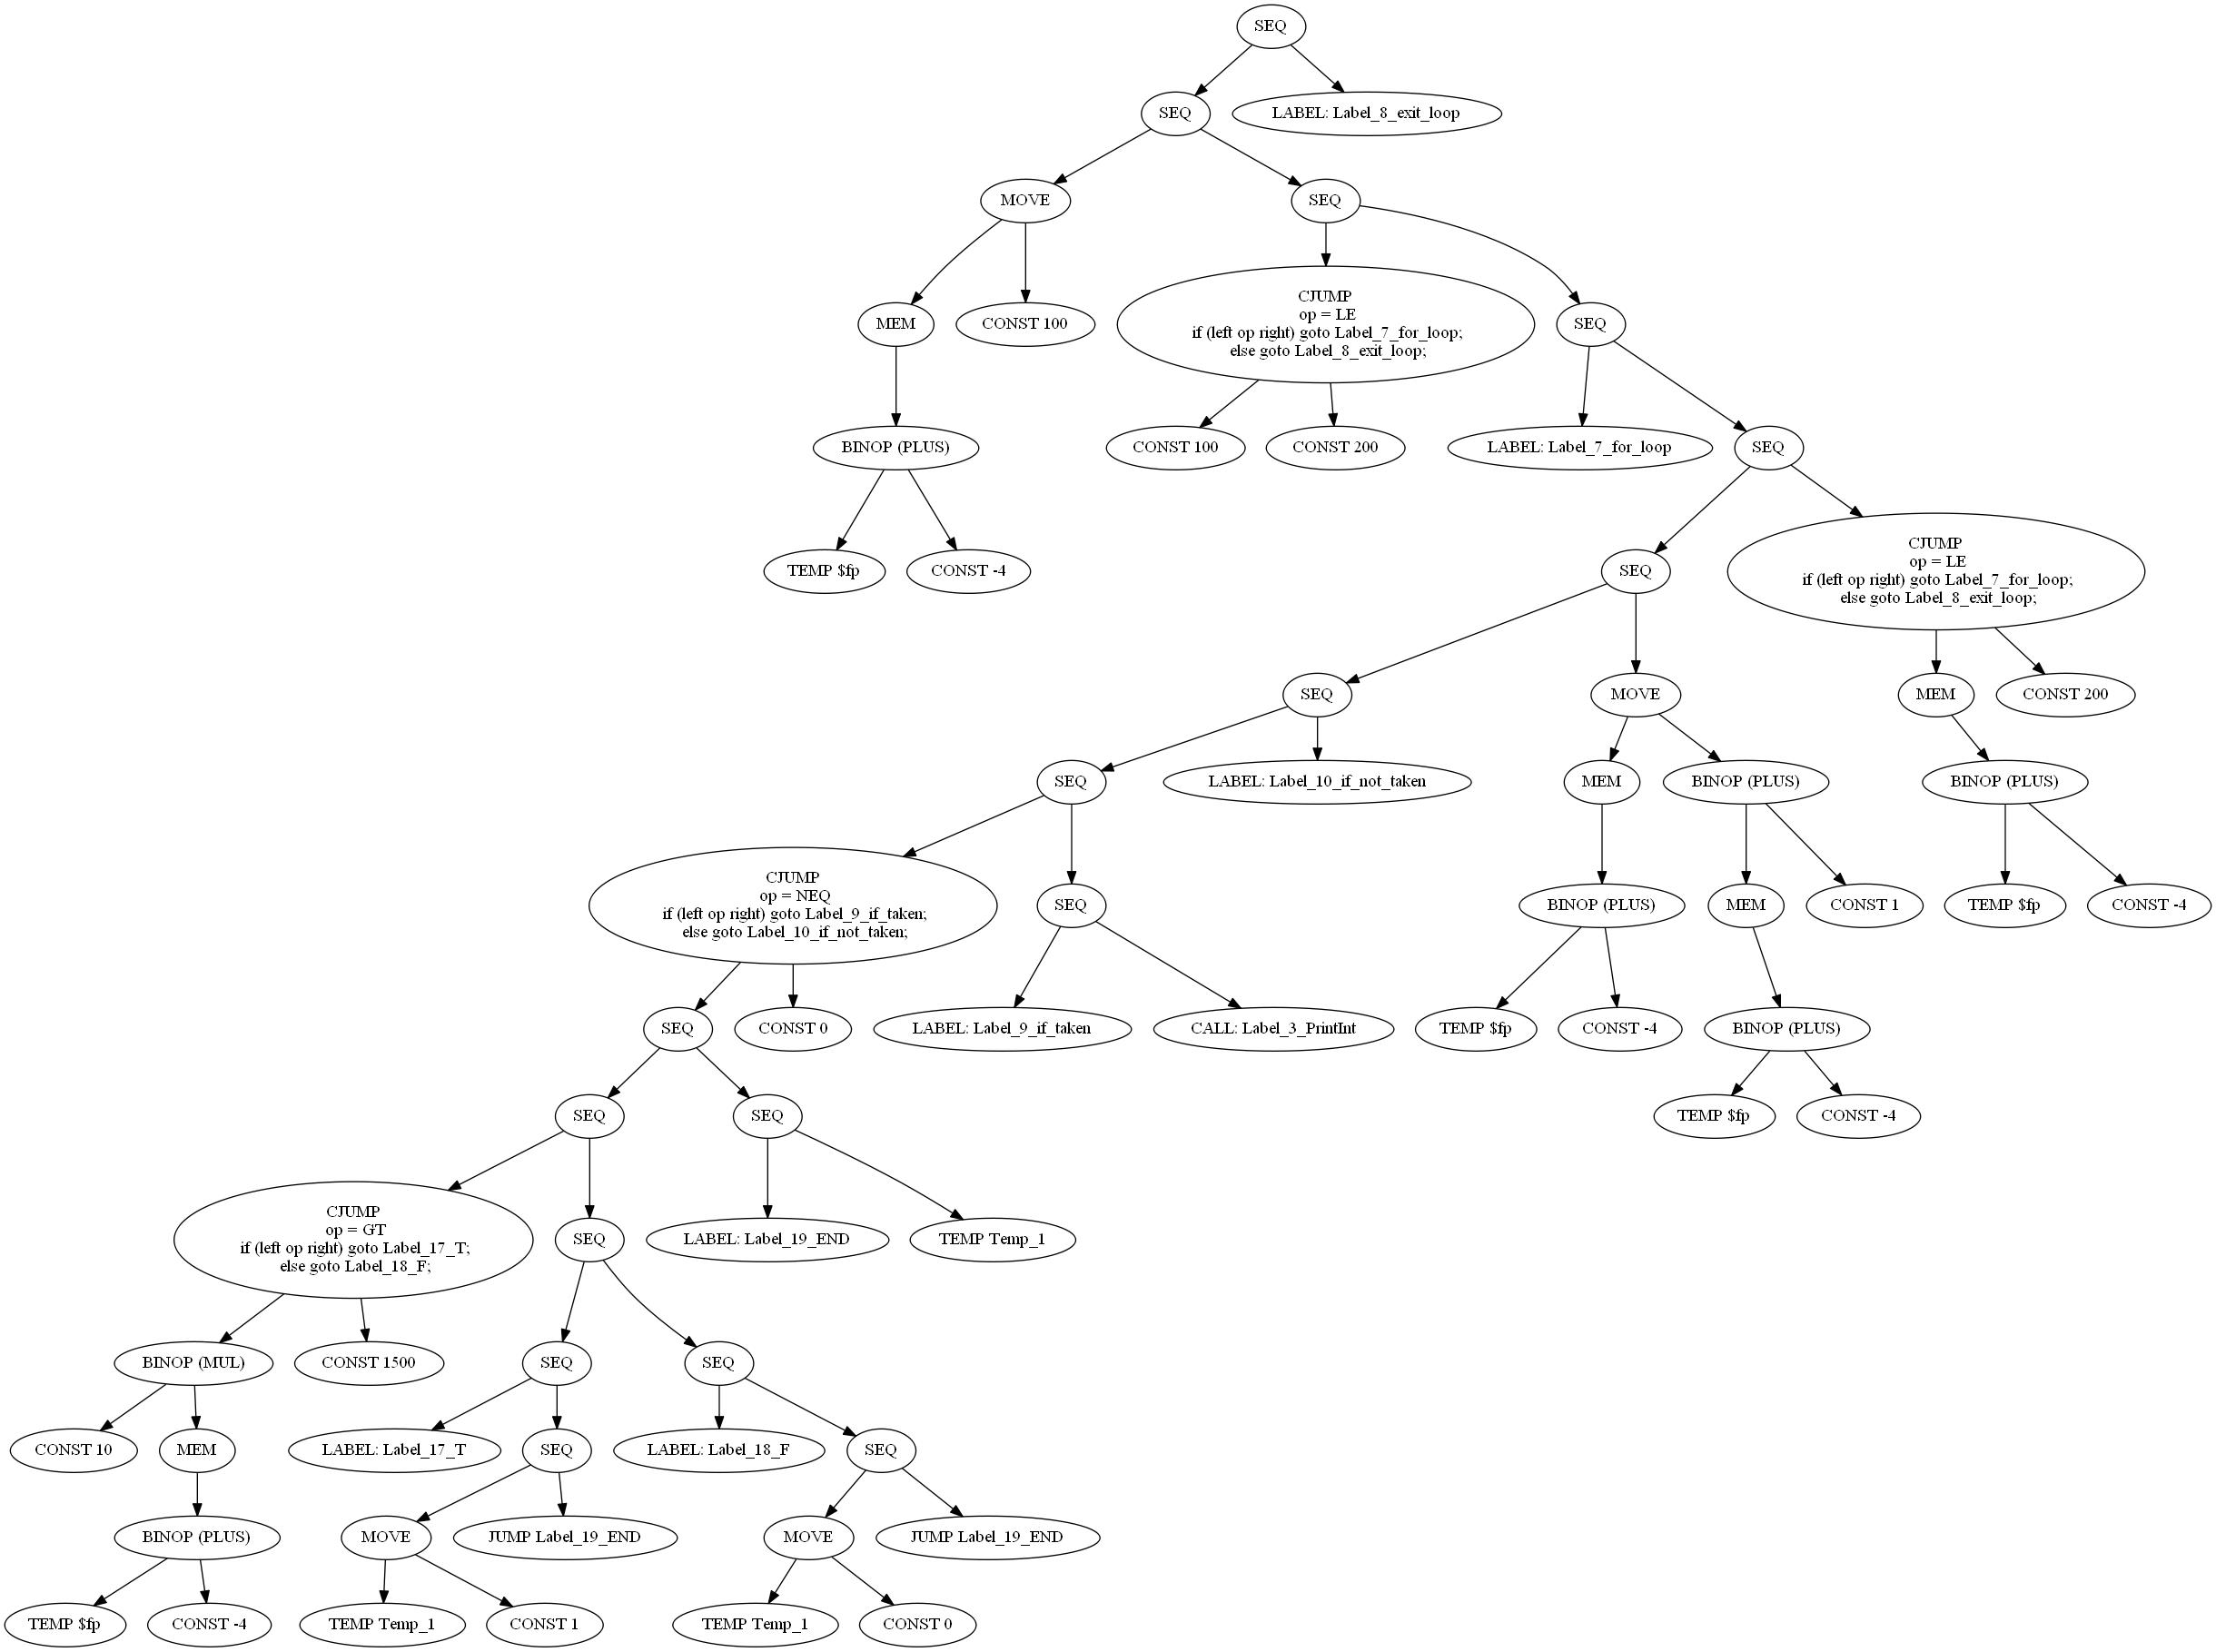 SEQ
SEQ
LABEL: Label_8_exit_loop
MOVE
SEQ
MEM
CONST 100
CJUMP
op = LE
if (left op right) goto Label_7_for_loop;
else goto Label_8_exit_loop;
SEQ
BINOP (PLUS)
CONST 100
CONST 200
LABEL: Label_7_for_loop
SEQ
TEMP $fp
CONST -4
SEQ
CJUMP
op = LE
if (left op right) goto Label_7_for_loop;
else goto Label_8_exit_loop;
SEQ
MOVE
MEM
CONST 200
SEQ
LABEL: Label_10_if_not_taken
MEM
BINOP (PLUS)
BINOP (PLUS)
CJUMP
op = NEQ
if (left op right) goto Label_9_if_taken;
else goto Label_10_if_not_taken;
SEQ
BINOP (PLUS)
MEM
CONST 1
TEMP $fp
CONST -4
SEQ
CONST 0
LABEL: Label_9_if_taken
CALL: Label_3_PrintInt
TEMP $fp
CONST -4
BINOP (PLUS)
SEQ
SEQ
TEMP $fp
CONST -4
CJUMP
op = GT
if (left op right) goto Label_17_T;
else goto Label_18_F;
SEQ
LABEL: Label_19_END
TEMP Temp_1
BINOP (MUL)
CONST 1500
SEQ
SEQ
CONST 10
MEM
LABEL: Label_17_T
SEQ
LABEL: Label_18_F
SEQ
BINOP (PLUS)
MOVE
JUMP Label_19_END
MOVE
JUMP Label_19_END
TEMP $fp
CONST -4
TEMP Temp_1
CONST 1
TEMP Temp_1
CONST 0